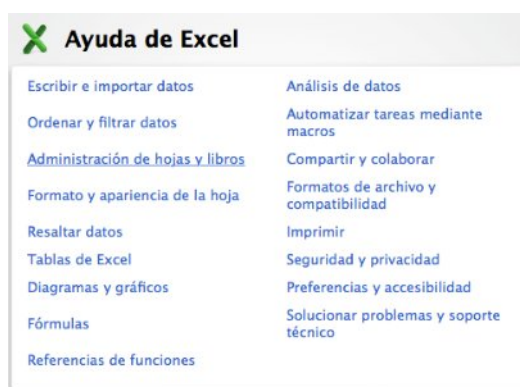 Ayuda de Excel
Escribir e importar datos
Ordenar y filtrar datos
Administración de hojas y libros
Formato y apariencia de la hoja
Resaltar datos
Tablas de Excel
Diagramas y gráficos
Fórmulas
Referencias de funciones
Análisis de datos
Automatizar tareas mediante
macros
Compartir y colaborar
Formatos de archivo y
compatibilidad
Imprimir
Seguridad y privacidad
Preferencias y accesibilidad
Solucionar problemas y soporte
técnico